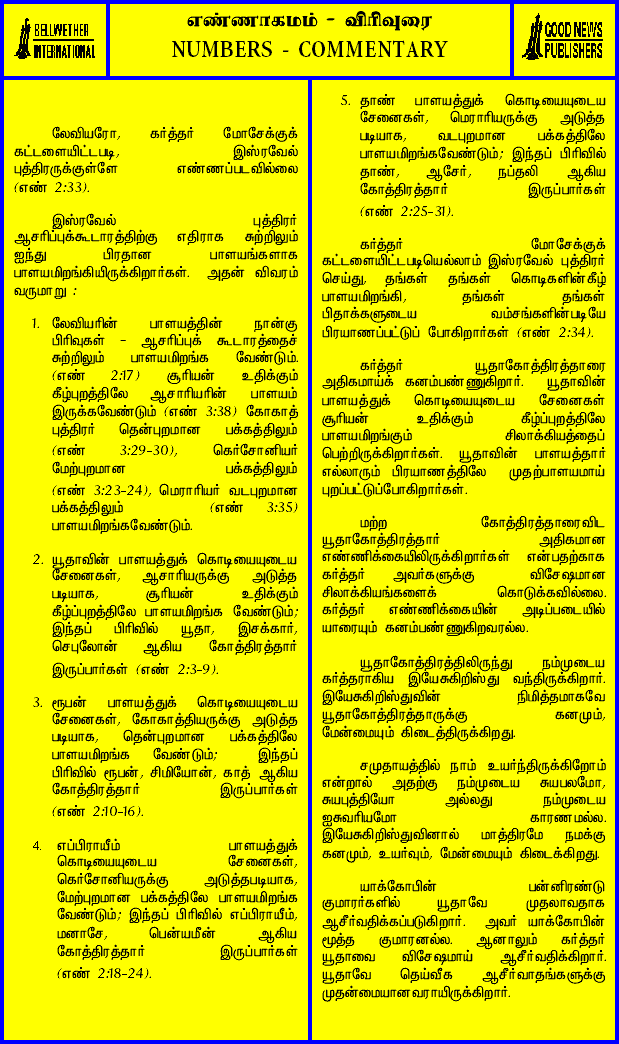 BELLWETHER
INTERNATIONAL
எண்ணாகமம் - விரிவுரை
NUMBERS - COMMENTARY
GOOD NEWS
PUBLISHERS
லேவியரோ, கர்த்தர் மோசேக்குக்
கட்டளையிட்டபடி, இஸ்ரவேல்
புத்திரருக்குள்ளே எண்ணப்படவில்லை
(எண் 2:33).
இஸ்ரவேல் புத்திரர்
ஆசரிப்புக்கூடாரத்திற்கு எதிராக சுற்றிலும்
ஐந்து பிரதான பாளயங்களாக
பாளயமிறங்கியிருக்கிறார்கள். அதன் விவரம்
வருமாறு :
1. லேவியரின் பாளயத்தின் நான்கு
பிரிவுகள் - ஆசரிப்புக் கூடாரத்தைச்
சுற்றிலும் பாளயமிறங்க வேண்டும்.
(எண் 2:17) சூரியன் உதிக்கும்
கீழ்புறத்திலே ஆசாரியரின் பாளயம்
இருக்கவேண்டும் (எண் 3:38) கோகாத்
புத்திரர் தென்புறமான பக்கத்திலும்
(எண் 3:29-30), கெர்சோனியர்
மேற்புறமான பக்கத்திலும்
(எண் 3:23-24), மெராரியர் வடபுறமான
பக்கத்திலும் (எண் 3:35)
பாளயமிறங்கவேண்டும்.
2. யூதாவின் பாளயத்துக் கொடியையுடைய
சேனைகள், ஆசாரியருக்கு அடுத்த
படியாக, சூரியன் உதிக்கும்
கீழ்ப்புறத்திலே பாளயமிறங்க வேண்டும்;
இந்தப் பிரிவில் யூதா, இசக்கார்,
செபுலோன் ஆகிய கோத்திரத்தார்
இருப்பார்கள் (எண் 2:3-9).
3. ரூபன் பாளயத்துக் கொடியையுடைய
சேனைகள், கோகாத்தியருக்கு அடுத்த
படியாக, தென்புறமான பக்கத்திலே
பாளயமிறங்க வேண்டும்; இந்தப்
பிரிவில் ரூபன், சிமியோன், காத் ஆகிய
கோத்திரத்தார் இருப்பார்கள்
(எண் 2:10-16).
4. எப்பிராயீம் பாளயத்துக்
கொடியையுடைய சேனைகள்,
கெர்சோனியருக்கு அடுத்தபடியாக,
மேற்புறமான பக்கத்திலே பாளயமிறங்க
வேண்டும்; இந்தப் பிரிவில் எப்பிராயீம்,
மனாசே, பென்யமீன் ஆகிய
கோத்திரத்தார் இருப்பார்கள்
(எண் 2:18-24).
5. தாண் பாளயத்துக் கொடியையுடைய
சேனைகள், மெராரியருக்கு அடுத்த
படியாக, வடபுறமான பக்கத்திலே
பாளயமிறங்கவேண்டும்; இந்தப் பிரிவில்
தாண், ஆசேர், நப்தலி ஆகிய
கோத்திரத்தார் இருப்பார்கள்
(எண் 2:25-31).
கர்த்தர் மோசேக்குக்
கட்டளையிட்டபடியெல்லாம் இஸ்ரவேல் புத்திரர்
செய்து, தங்கள் தங்கள் கொடிகளின்கீழ்
பாளயமிறங்கி, தங்கள் தங்கள்
பிதாக்களுடைய வம்சங்களின்படியே
பிரயாணப்பட்டுப் போகிறார்கள் (எண் 2:34).
கர்த்தர் யூதாகோத்திரத்தாரை
அதிகமாய்க் கனம்பண்ணுகிறார். யூதாவின்
பாளயத்துக் கொடியையுடைய சேனைகள்
சூரியன் உதிக்கும் கீழ்ப்புறத்திலே
பாளயமிறங்கும் சிலாக்கியத்தைப்
பெற்றிருக்கிறார்கள். யூதாவின் பாளயத்தார்
எல்லாரும் பிரயாணத்திலே முதற்பாளயமாய்
புறப்பட்டுப்போகிறார்கள்.
மற்ற கோத்திரத்தாரைவிட
யூதாகோத்திரத்தார் அதிகமான
எண்ணிக்கையிலிருக்கிறார்கள் என்பதற்காக
கர்த்தர் அவர்களுக்கு விசேஷமான
சிலாக்கியங்களைக் கொடுக்கவில்லை.
கர்த்தர் எண்ணிக்கையின் அடிப்படையில்
யாரையும் கனம்பண்ணுகிறவரல்ல.
யூதாகோத்திரத்திலிருந்து நம்முடைய
கர்த்தராகிய இயேசுகிறிஸ்து வந்திருக்கிறார்.
இயேசுகிறிஸ்துவின் நிமித்தமாகவே
யூதாகோத்திரத்தாருக்கு கனமும்,
மேன்மையும் கிடைத்திருக்கிறது.
சமுதாயத்தில் நாம் உயர்ந்திருக்கிறோம்
என்றால் அதற்கு நம்முடைய சுயபலமோ,
சுயபுத்தியோ அல்லது நம்முடைய
ஐசுவரியமோ காரணமல்ல.
இயேசுகிறிஸ்துவினால் மாத்திரமே நமக்கு
கனமும், உயர்வும், மேன்மையும் கிடைக்கிறது.
யாக்கோபின் பன்னிரண்டு
குமாரர்களில் யூதாவே முதலாவதாக
ஆசீர்வதிக்கப்படுகிறார். அவர் யாக்கோபின்
மூத்த குமாரனல்ல. ஆனாலும் கர்த்தர்
யூதாவை விசேஷமாய் ஆசீர்வதிக்கிறார்.
யூதாவே தெய்வீக ஆசீர்வாதங்களுக்கு
முதன்மையானவராயிருக்கிறார்.